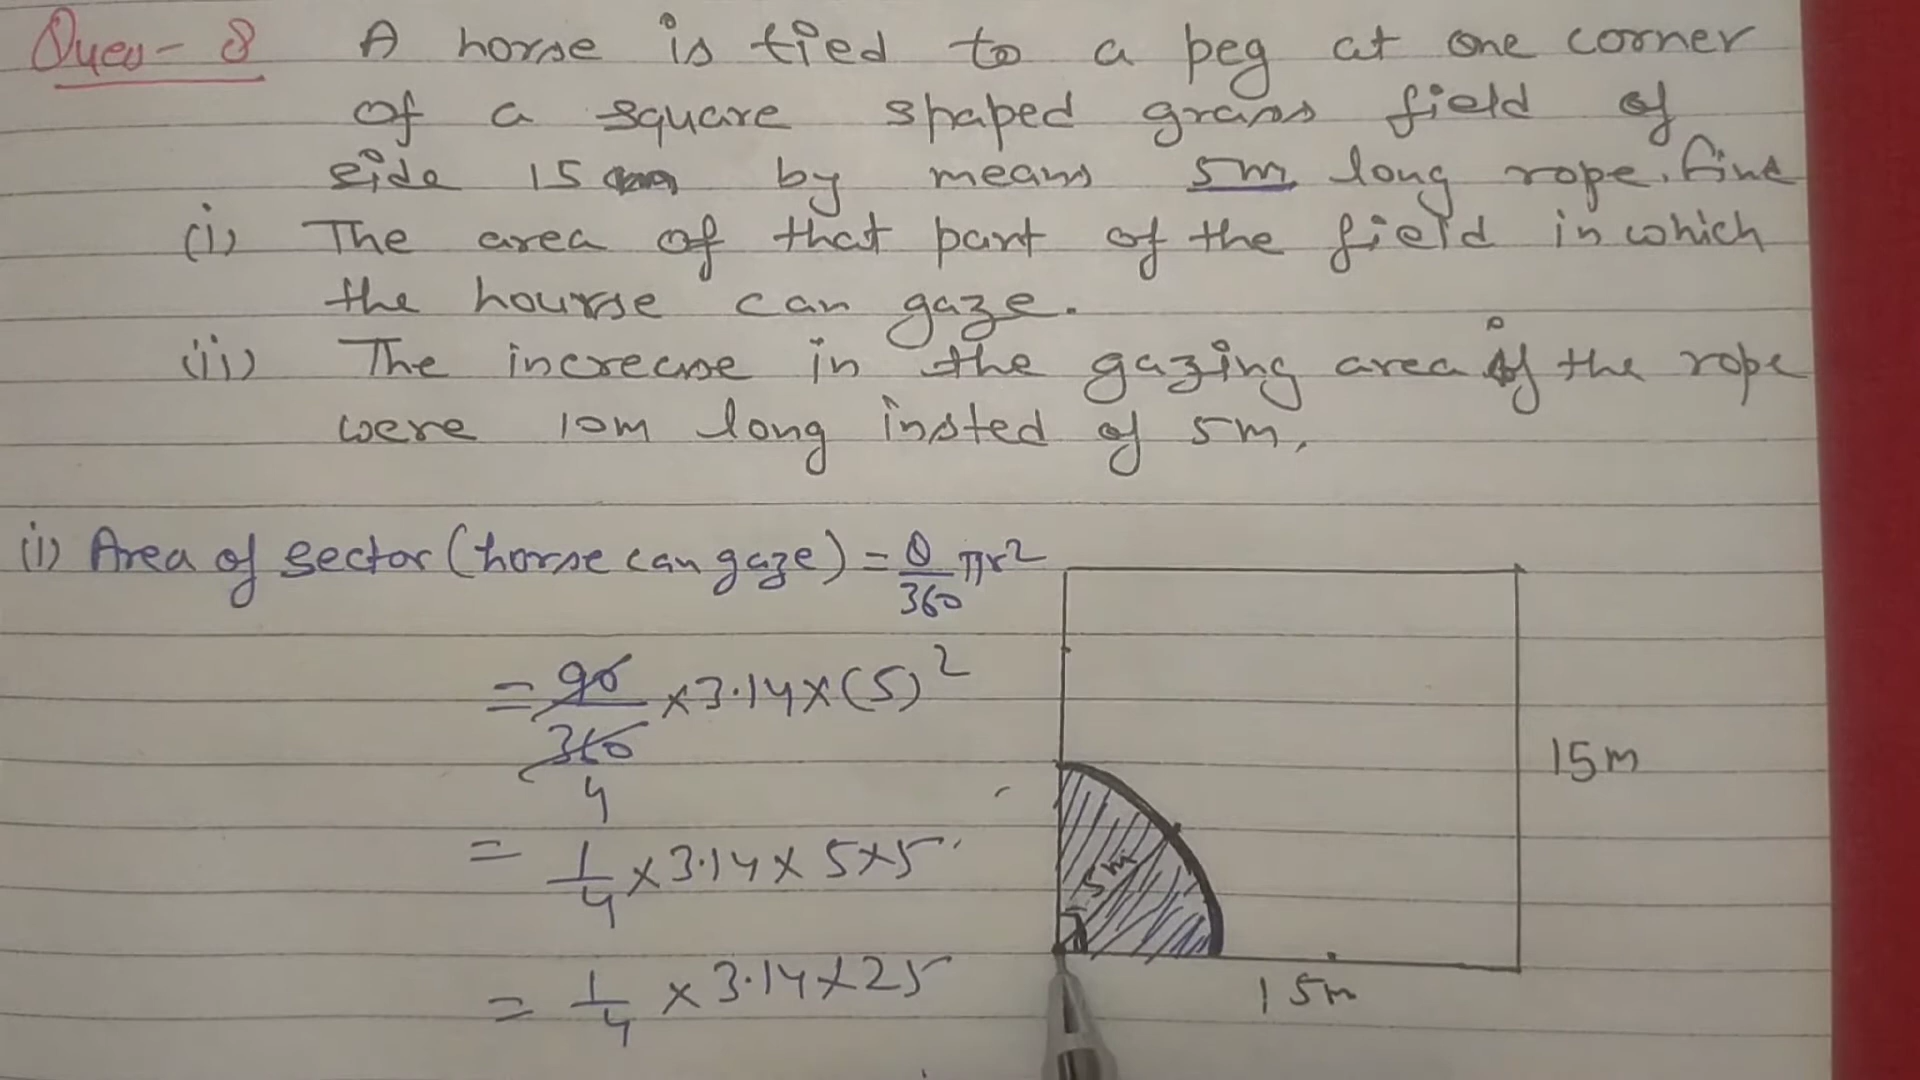 Ques- 8 A horse is tied to a peg at one corner
of a square shaped grass field of
side 15 by means 5m long rope. find
(i) The area of that part of the field in which
the hourse can gaze.
(ii) The increase in the gazing area if the rope
were 10m long insted of 5m.
(i) Area of sector (horse can gaze) = θ/360 πr²
= 90/360 × 3.14 × (5)²
4
= 1/4 × 3.14 × 5×5
= 1/4 × 3.14 × 25
15m
5m
15m